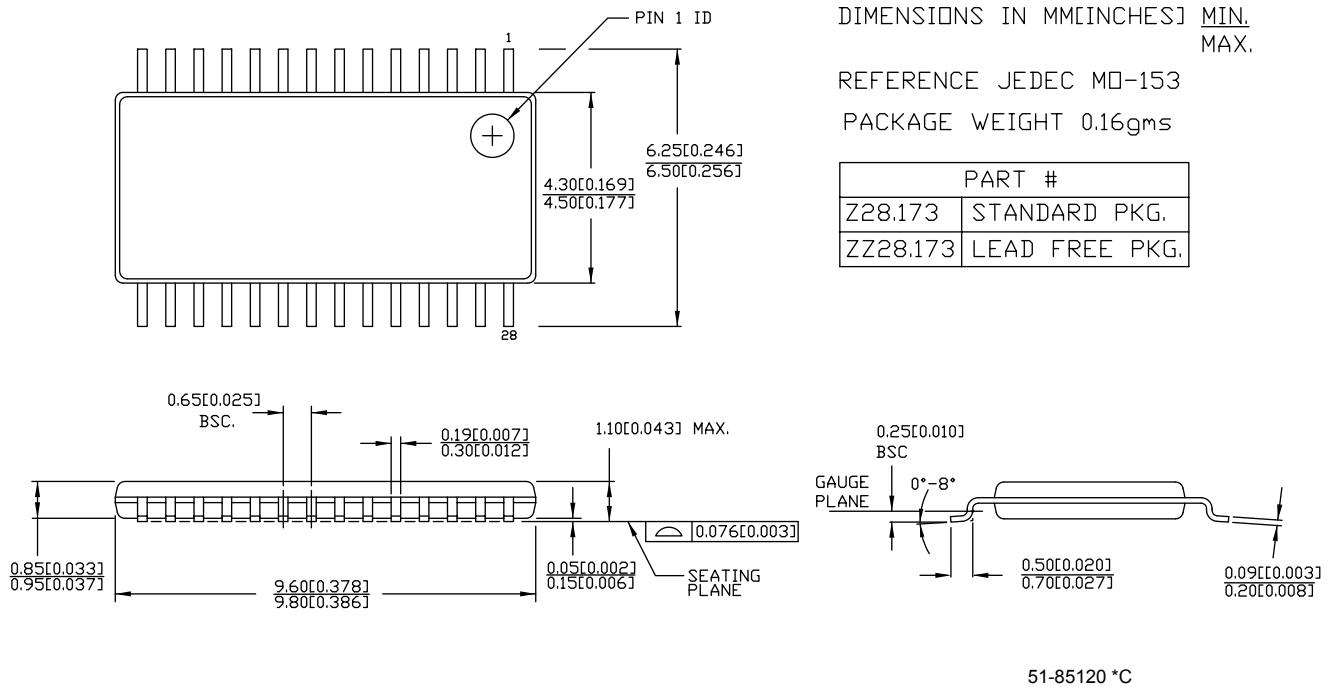 PIN 1 ID
DIMENSIONS IN MM[INCHES] MIN.
MAX.
REFERENCE JEDEC MO-153
PACKAGE WEIGHT 0.16gms
PART #
Z28.173 STANDARD PKG.
ZZ28.173 LEAD FREE PKG.
1
6.25[0.246]
6.50[0.256]
4.30[0.169]
4.50[0.177]
28
0.65[0.025]
BSC.
0.19[0.007]
0.30[0.012]
1.10[0.043] MAX.
0.25[0.010]
BSC
GAUGE
PLANE
0°-8°
0.076[0.003]
0.85[0.033]
0.95[0.037]
9.60[0.378]
9.80[0.386]
0.05[0.002]
0.15[0.006]
SEATING
PLANE
0.50[0.020]
0.70[0.027]
0.09[[0.003]
0.20[0.008]
51-85120 *C